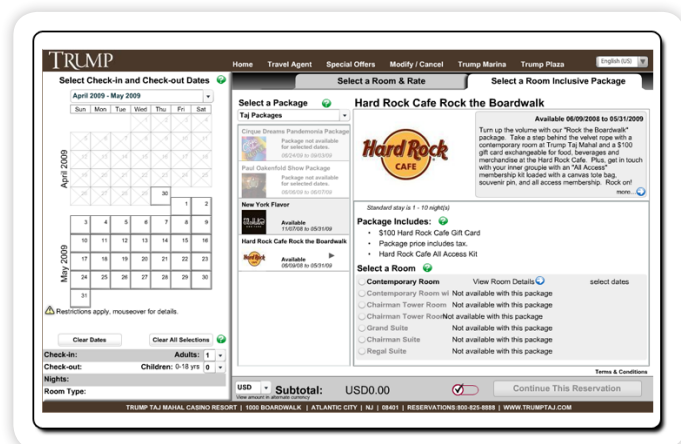 TRUMP
Home Travel Agent Special Offers Modify / Cancel Trump Marina Trump Plaza English (US)
Select Check-in and Check-out Dates
Select a Room & Rate
Select a Room Inclusive Package
April 2009 - May 2009
Sun Mon Tue Wed Thu Fri Sat
April 2009
30
1 2
3 4 5 6 7 8 9
10 11 12 13 14 15 16
17 18 19 20 21 22 23
24 25 26 27 28 29 30
31
May 2009
Restrictions apply, mouseover for details.
Clear Dates
Clear All Selections
Check-in: Adults: 1
Check-out: Children: 0-18 yrs 0
Nights:
Room Type:
Select a Package
Taj Packages
Cirque Dreams Pandemonia Package
Package not available
for selected dates.
Paul Oakenfold Show Package
Package not available
for selected dates.
New York Flavor
Available
11/07/08 to 05/31/09
Hard Rock Cafe Rock the Boardwalk
Available
06/09/08 to 05/31/09
Hard Rock Cafe Rock the Boardwalk
Hard Rock
CAFE
Available 06/09/2008 to 05/31/2009
Turn up the volume with our "Rock the Boardwalk"
package. Take a step behind the velvet rope with a
contemporary room at Trump Taj Mahal and a $100
gift card exchangeable for food, beverages and
merchandise at the Hard Rock Cafe. Plus, get in touch
with your inner groupie with an "All Access"
membership kit loaded with a canvas tote bag,
souvenir pin, and all access membership. Rock on!
more...
Standard stay is 1 - 10 night(s)
Package Includes:
• $100 Hard Rock Cafe Gift Card
• Package price includes tax.
• Hard Rock Cafe All Access Kit
Select a Room
Contemporary Room View Room Details select dates
Contemporary Room wi Not available with this package
Chairman Tower Room Not available with this package
Chairman Tower Room Not available with this package
Grand Suite Not available with this package
Chairman Suite Not available with this package
Regal Suite Not available with this package
Terms & Conditions
USD Subtotal: USD0.00
View amount in alternate currency
Continue This Reservation
TRUMP TAJ MAHAL CASINO RESORT | 1000 BOARDWALK | ATLANTIC CITY | NJ | 08401 | RESERVATIONS:800-825-8888 | WWW.TRUMPTAJ.COM